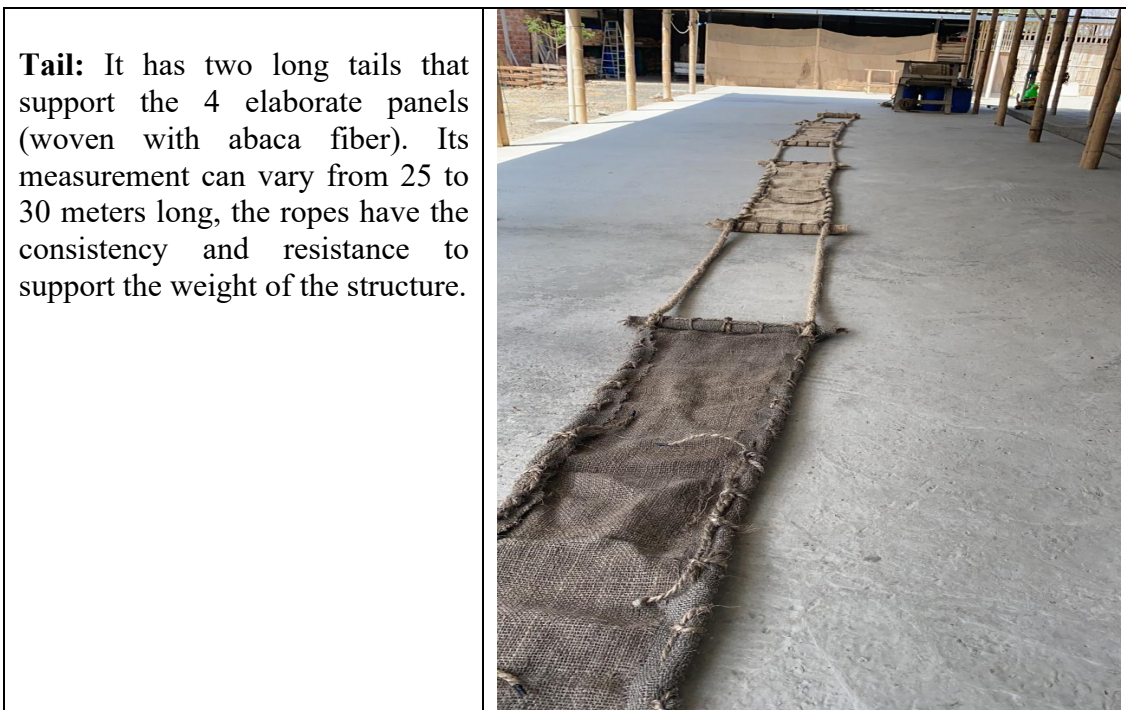 Tail: It has two long tails that
support the 4 elaborate panels
(woven with abaca fiber). Its
measurement can vary from 25 to
30 meters long, the ropes have the
consistency and resistance to
support the weight of the structure.